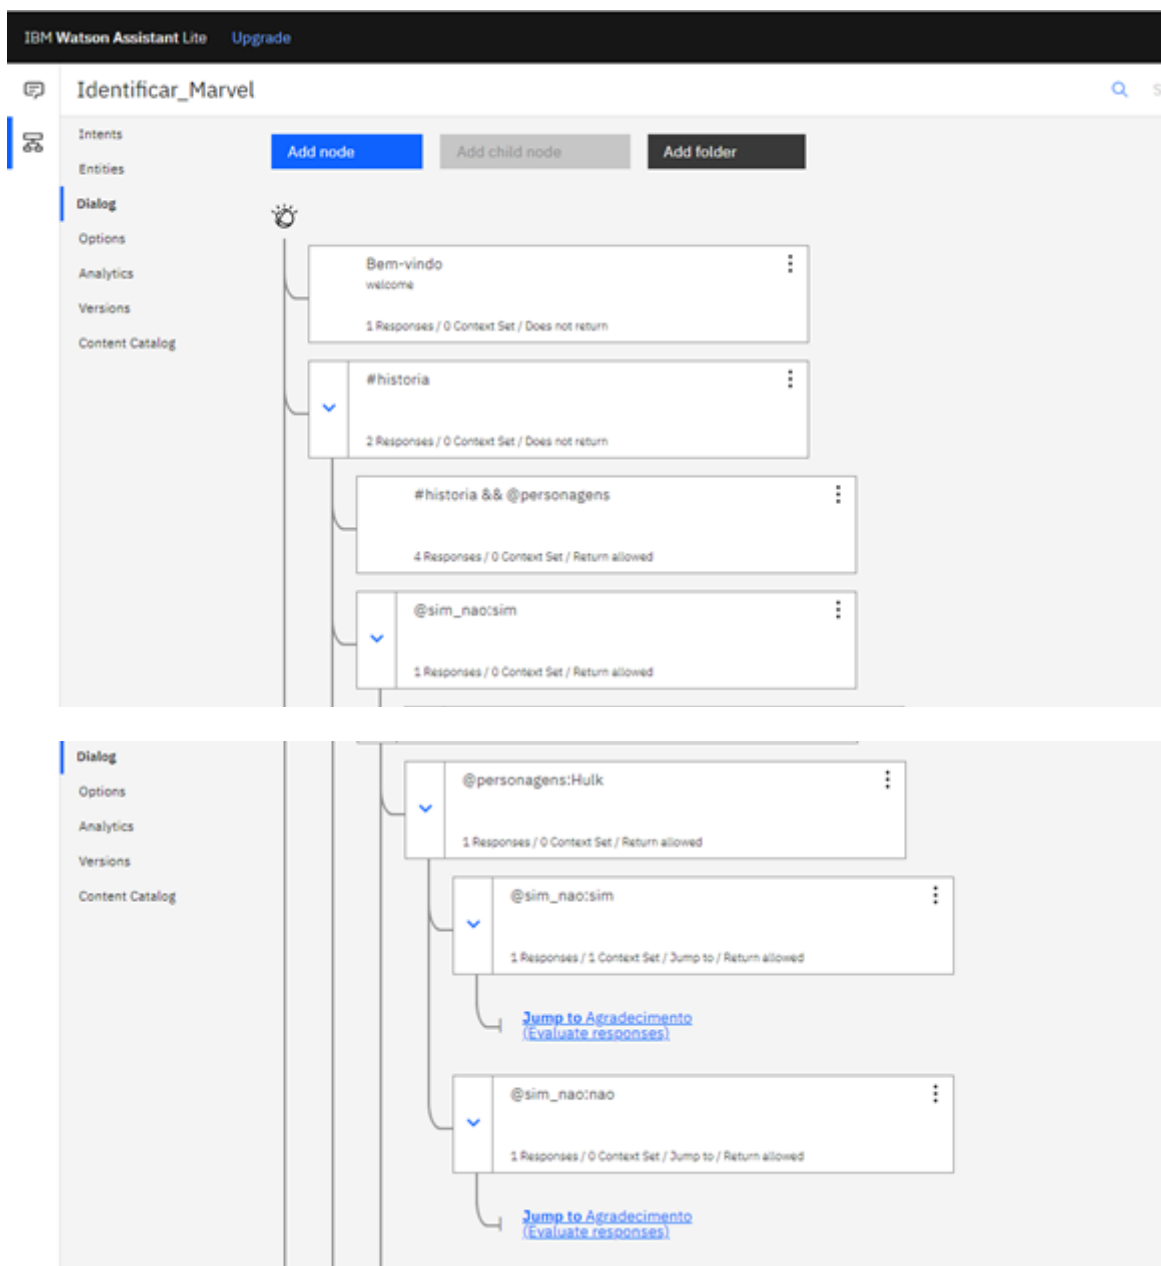 IBM Watson Assistant Lite Upgrade
Identificar_Marvel
S
Intents
Entities
Dialog
Options
Analytics
Versions
Content Catalog
Add node Add child node Add folder
Bem-vindo
welcome
1 Responses / 0 Context Set / Does not return
#historia
2 Responses / 0 Context Set / Does not return
#historia && @personagens
4 Responses / 0 Context Set / Return allowed
@sim_nao:sim
1 Responses / 0 Context Set / Return allowed
Dialog
Options
Analytics
Versions
Content Catalog
@personagens:Hulk
1 Responses / 0 Context Set / Return allowed
@sim_nao:sim
1 Responses / 1 Context Set / Jump to / Return allowed
Jump to Agradecimento
(Evaluate responses)
@sim_nao:nao
1 Responses / 0 Context Set / Jump to / Return allowed
Jump to Agradecimento
(Evaluate responses)